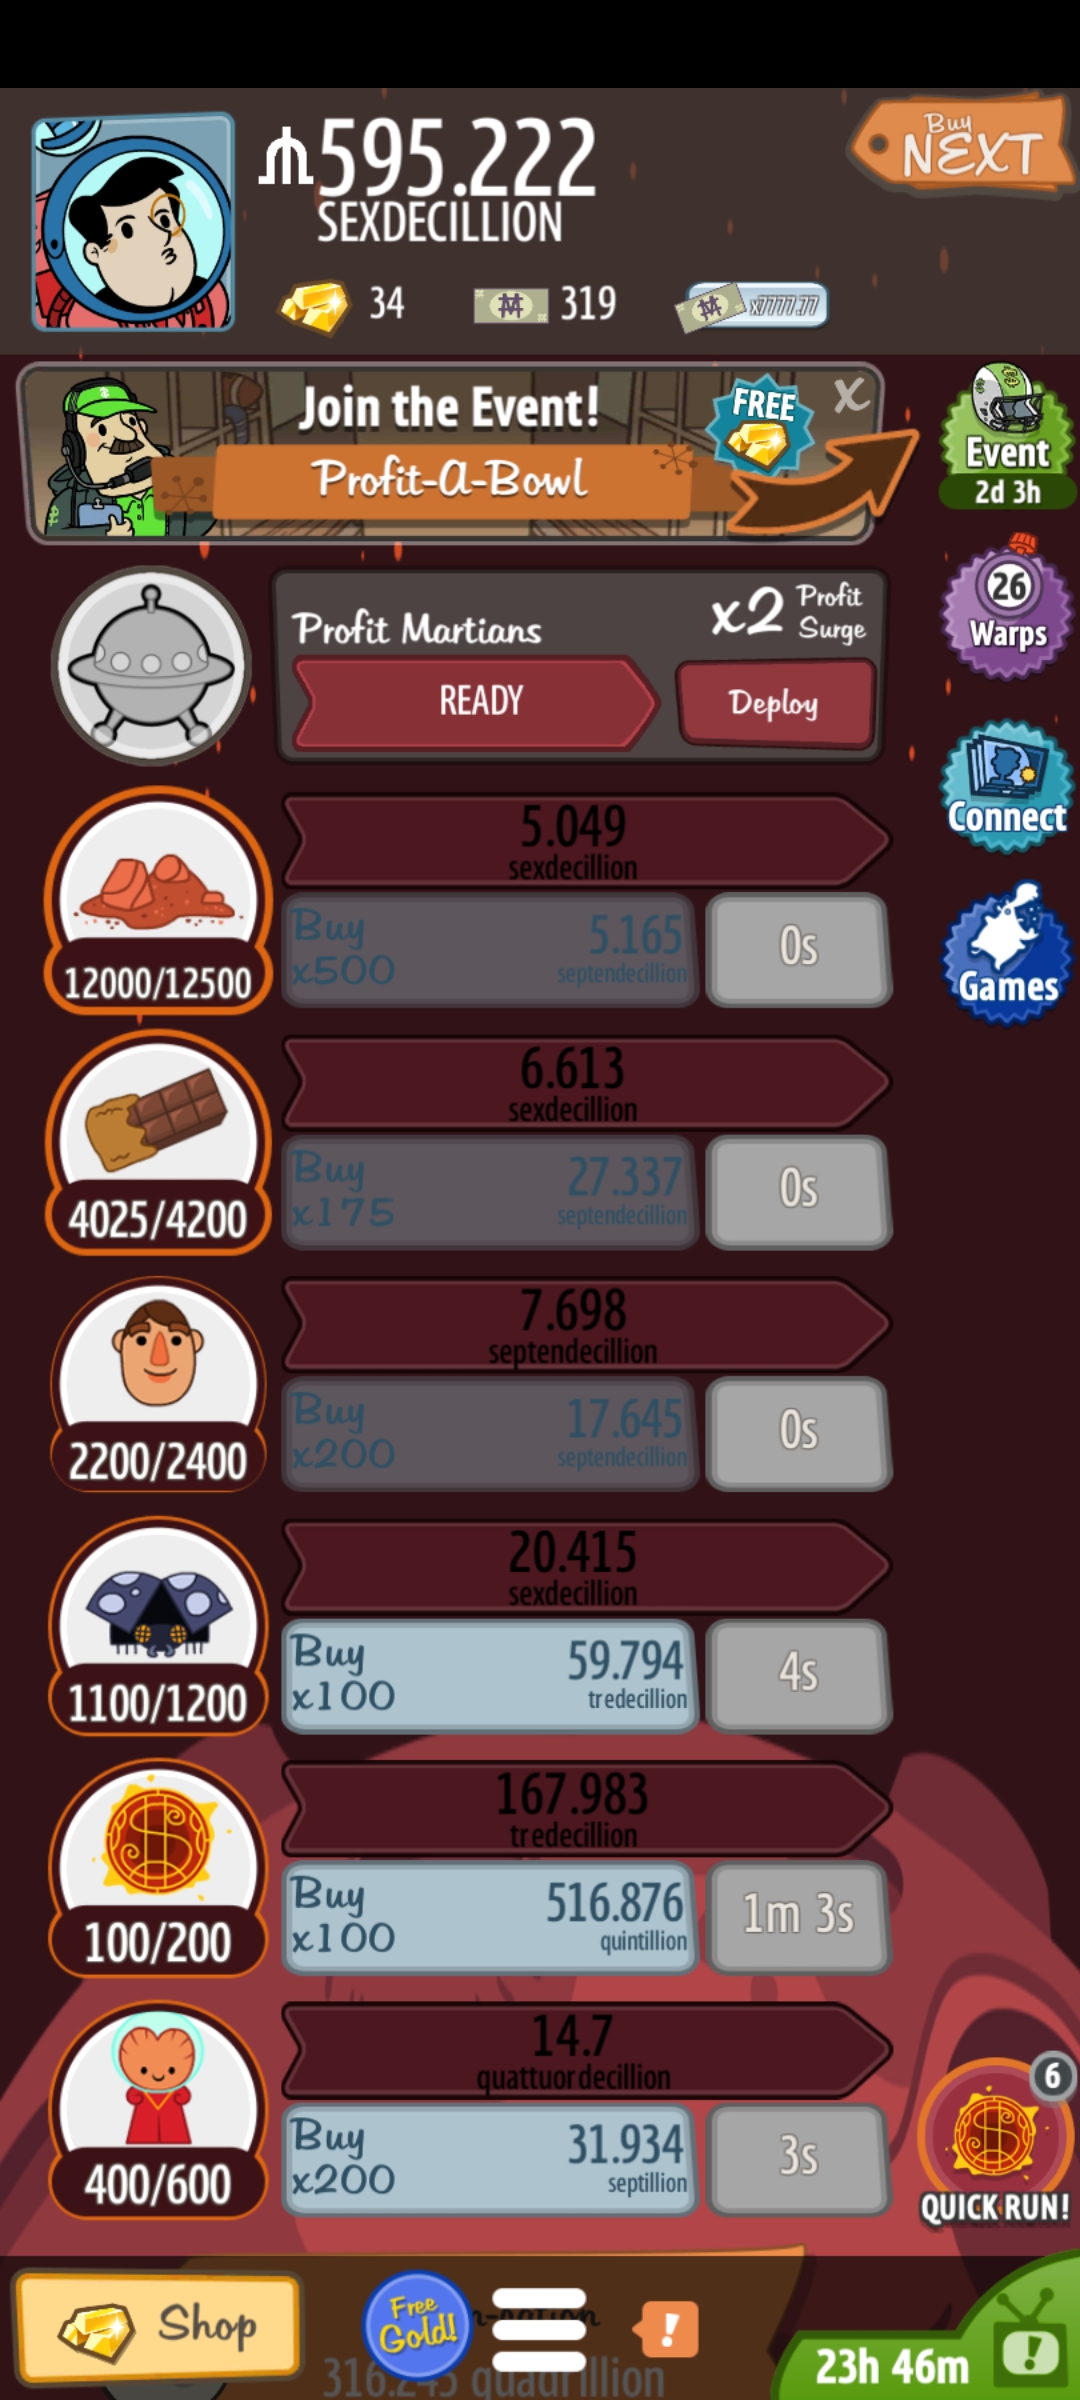 595.222
SEXDECILLION
Buy
NEXT
34
319
x7777.77
Join the Event!
Profit-A-Bowl
FREE
X
Event
2d 3h
Profit Martians
x2 Profit Surge
READY
Deploy
26
Warps
Connect
Games
5.049
sexdecillion
Buy
x500
5.165
septendecillion
0s
12000/12500
6.613
sexdecillion
Buy
x175
27.337
septendecillion
0s
4025/4200
7.698
septendecillion
Buy
x200
17.645
septendecillion
0s
2200/2400
20.415
sexdecillion
Buy
x100
59.794
tredecillion
4s
1100/1200
167.983
tredecillion
Buy
x100
516.876
quintillion
1m 3s
100/200
14.7
quattuordecillion
Buy
x200
31.934
septillion
3s
400/600
6
QUICK RUN!
Shop
Free
Gold!
!
316.245 quadrillion
23h 46m
!